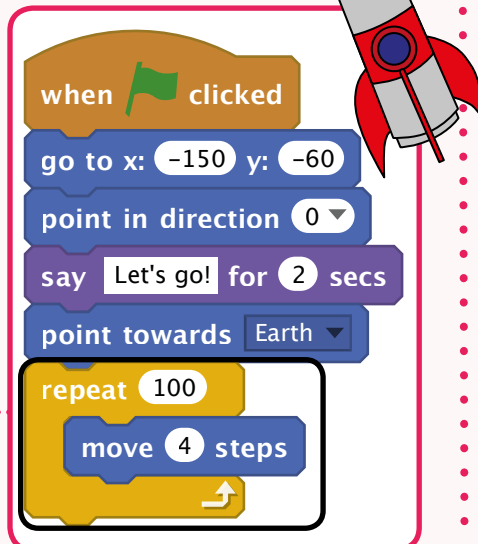 when clicked
go to x: -150 y: -60
point in direction 0
say Let's go! for 2 secs
point towards Earth
repeat 100
move 4 steps